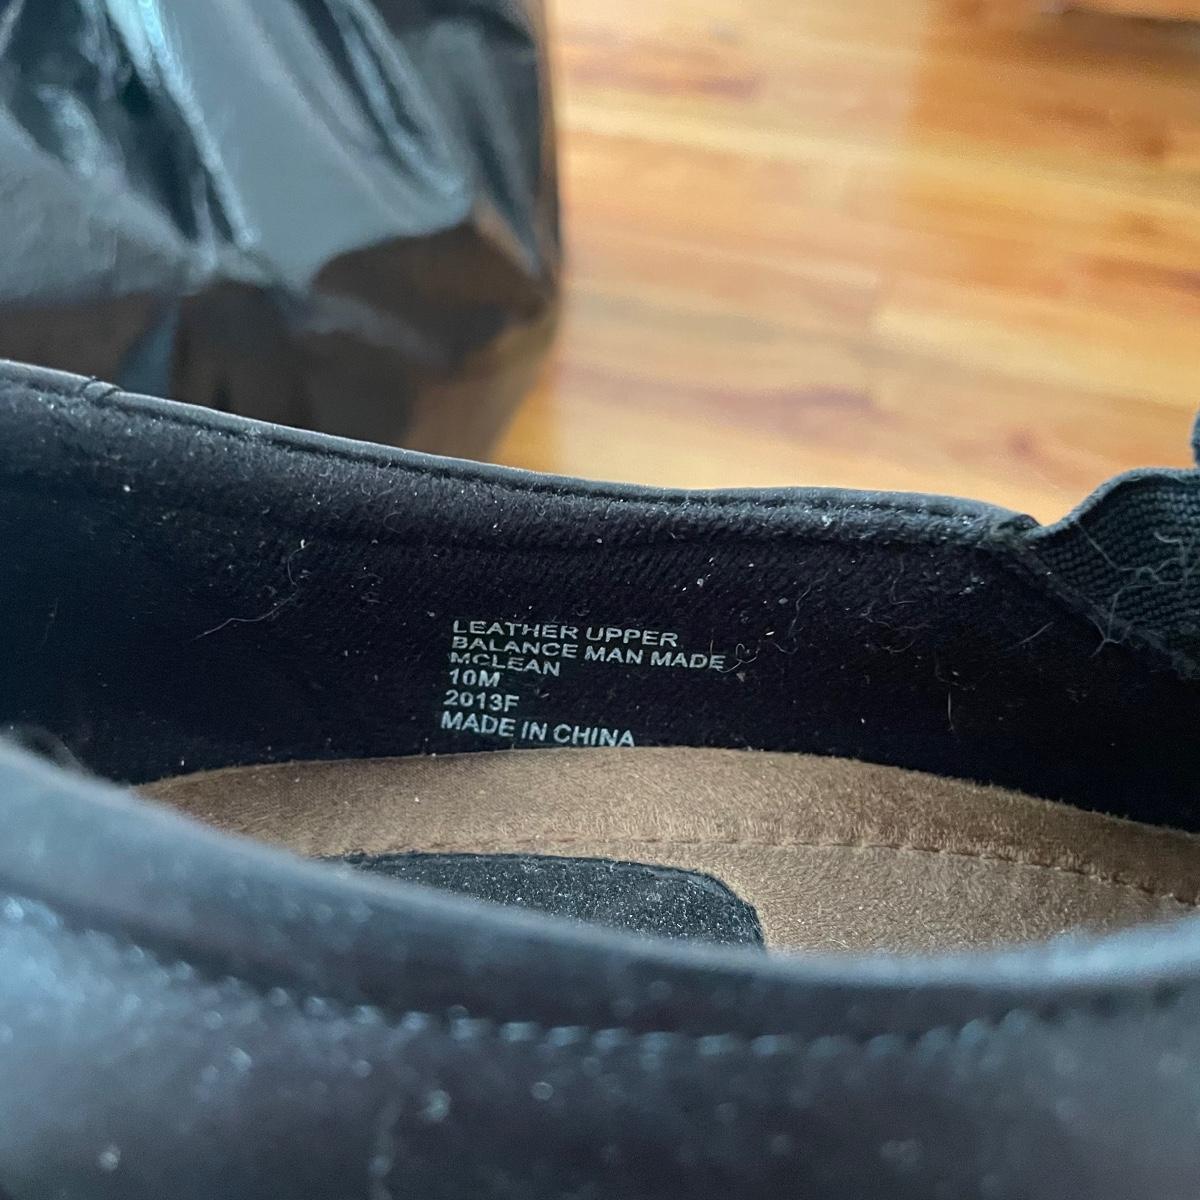 LEATHER UPPER
BALANCE MAN MADE
MCLEAN
10M
2013F
MADE IN CHINA